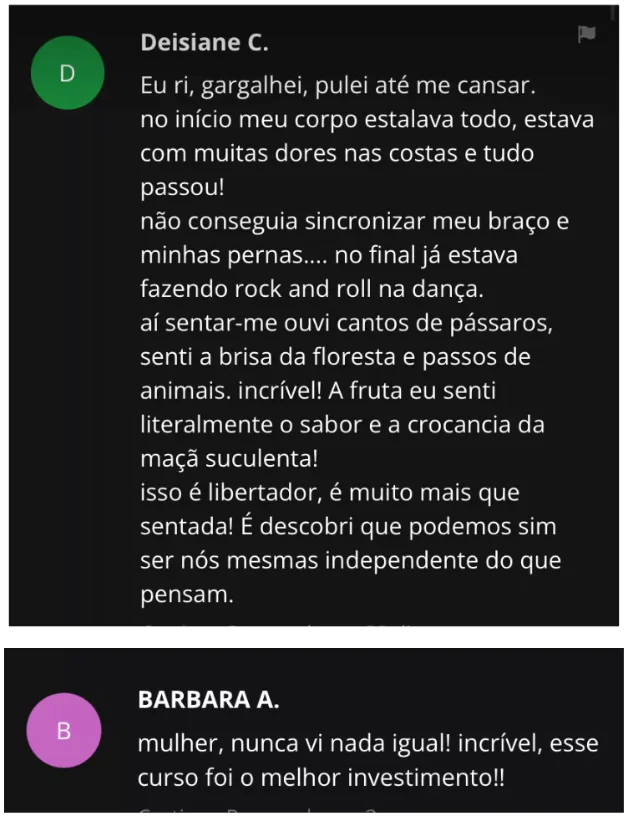 D
Deisiane C.
Eu ri, gargalhei, pulei até me cansar.
no início meu corpo estalava todo, estava
com muitas dores nas costas e tudo
passou!
não conseguia sincronizar meu braço e
minhas pernas.... no final já estava
fazendo rock and roll na dança.
aí sentar-me ouvi cantos de pássaros,
senti a brisa da floresta e passos de
animais. incrível! A fruta eu senti
literalmente o sabor e a crocancia da
maçã suculenta!
isso é libertador, é muito mais que
sentada! É descobri que podemos sim
ser nós mesmas independente do que
pensam.
B
BARBARA A.
mulher, nunca vi nada igual! incrível, esse
curso foi o melhor investimento!!